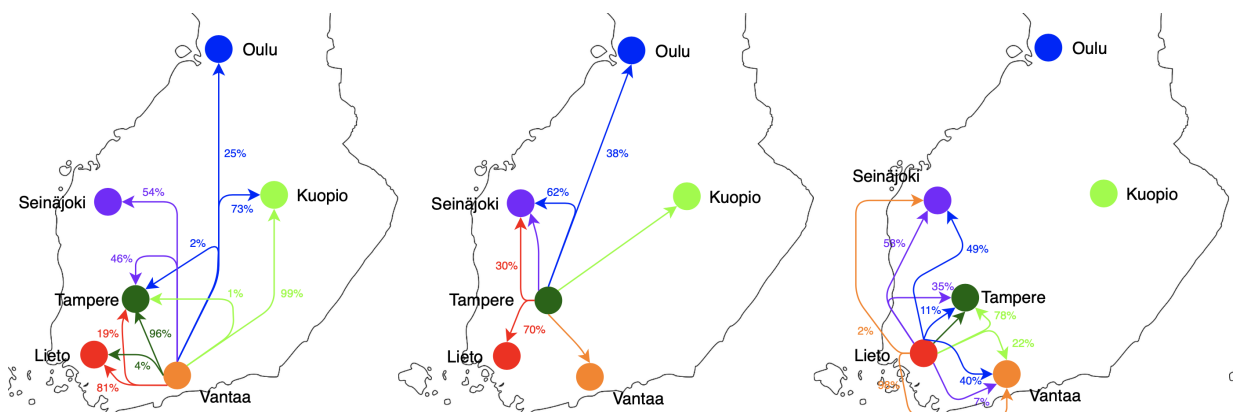 Oulu
25%
54%
Seinäjoki
Kuopio
73%
2%
46%
1%
99%
Tampere
19%
96%
Lieto
4%
81%
Vantaa
Oulu
38%
62%
Seinäjoki
Kuopio
30%
Tampere
70%
Lieto
Vantaa
Oulu
Seinäjoki
Kuopio
58%
49%
35%
Tampere
11%
78%
2%
22%
Lieto
98%
40%
7%
Vantaa